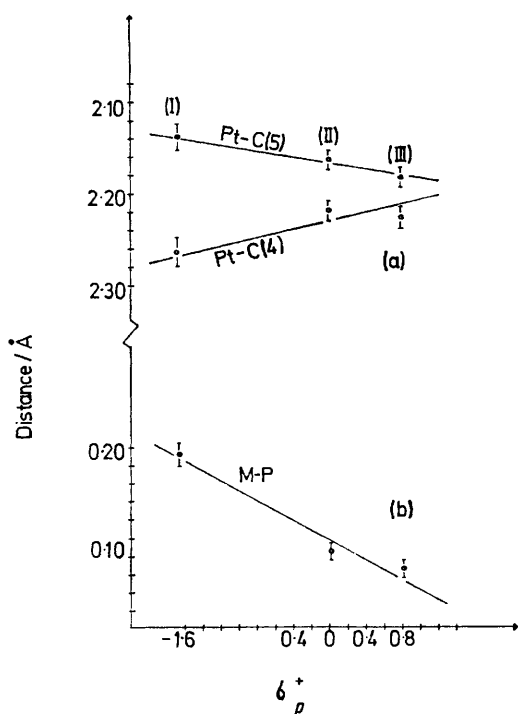 2·10
(I)
Pt-C(5)
(II)
(III)
2·20
Pt-C(4)
(a)
2·30
Distance / Å
0·20
M-P
(b)
0·10
-1·6
0·4
0
0·4
0·8
σ
+
p